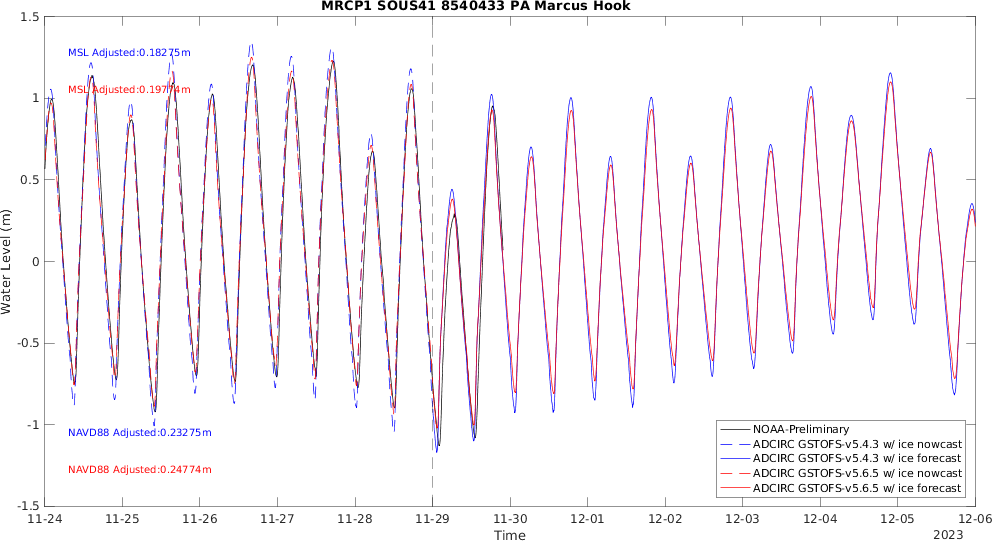 MRCP1 SOUS41 8540433 PA Marcus Hook
1.5
MSL Adjusted:0.18275m
MSL Adjusted:0.19774m
1
0.5
Water Level (m)
0
-0.5
-1
NAVD88 Adjusted:0.23275m
NAVD88 Adjusted:0.24774m
NOAA-Preliminary
ADCIRC GSTOFS-v5.4.3 w/ ice nowcast
ADCIRC GSTOFS-v5.4.3 w/ ice forecast
ADCIRC GSTOFS-v5.6.5 w/ ice nowcast
ADCIRC GSTOFS-v5.6.5 w/ ice forecast
-1.5
11-24 11-25 11-26 11-27 11-28 11-29 11-30 12-01 12-02 12-03 12-04 12-05 12-06
Time
2023